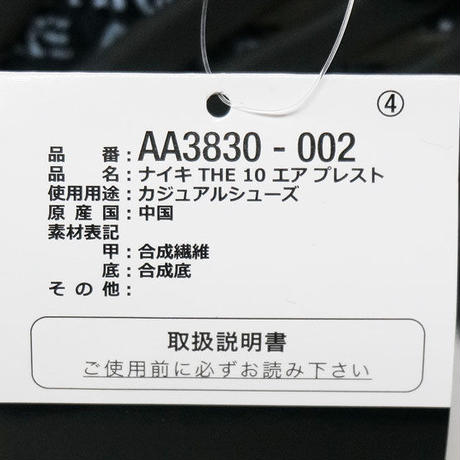 ④
品番：AA3830 - 002
品名：ナイキ THE 10 エア プレスト
使用用途：カジュアルシューズ
原産国：中国
素材表記
甲：合成繊維
底：合成底
その他：
取扱説明書
ご使用前に必ずお読み下さい